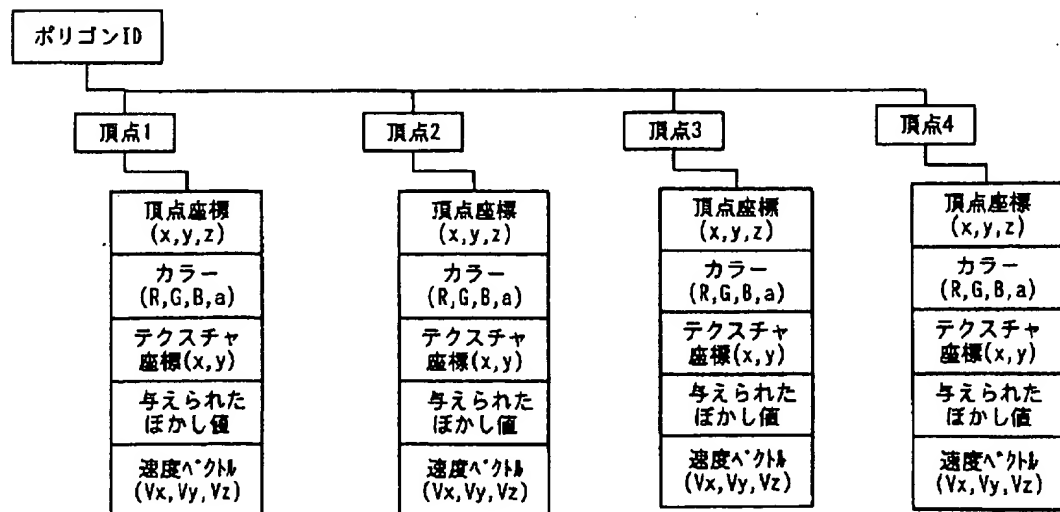 ポリゴンID
頂点1
頂点2
頂点3
頂点4
頂点座標
(x,y,z)
カラー
(R,G,B,a)
テクスチャ
座標(x,y)
与えられた
ぼかし値
速度ベクトル
(Vx,Vy,Vz)
頂点座標
(x,y,z)
カラー
(R,G,B,a)
テクスチャ
座標(x,y)
与えられた
ぼかし値
速度ベクトル
(Vx,Vy,Vz)
頂点座標
(x,y,z)
カラー
(R,G,B,a)
テクスチャ
座標(x,y)
与えられた
ぼかし値
速度ベクトル
(Vx,Vy,Vz)
頂点座標
(x,y,z)
カラー
(R,G,B,a)
テクスチャ
座標(x,y)
与えられた
ぼかし値
速度ベクトル
(Vx,Vy,Vz)